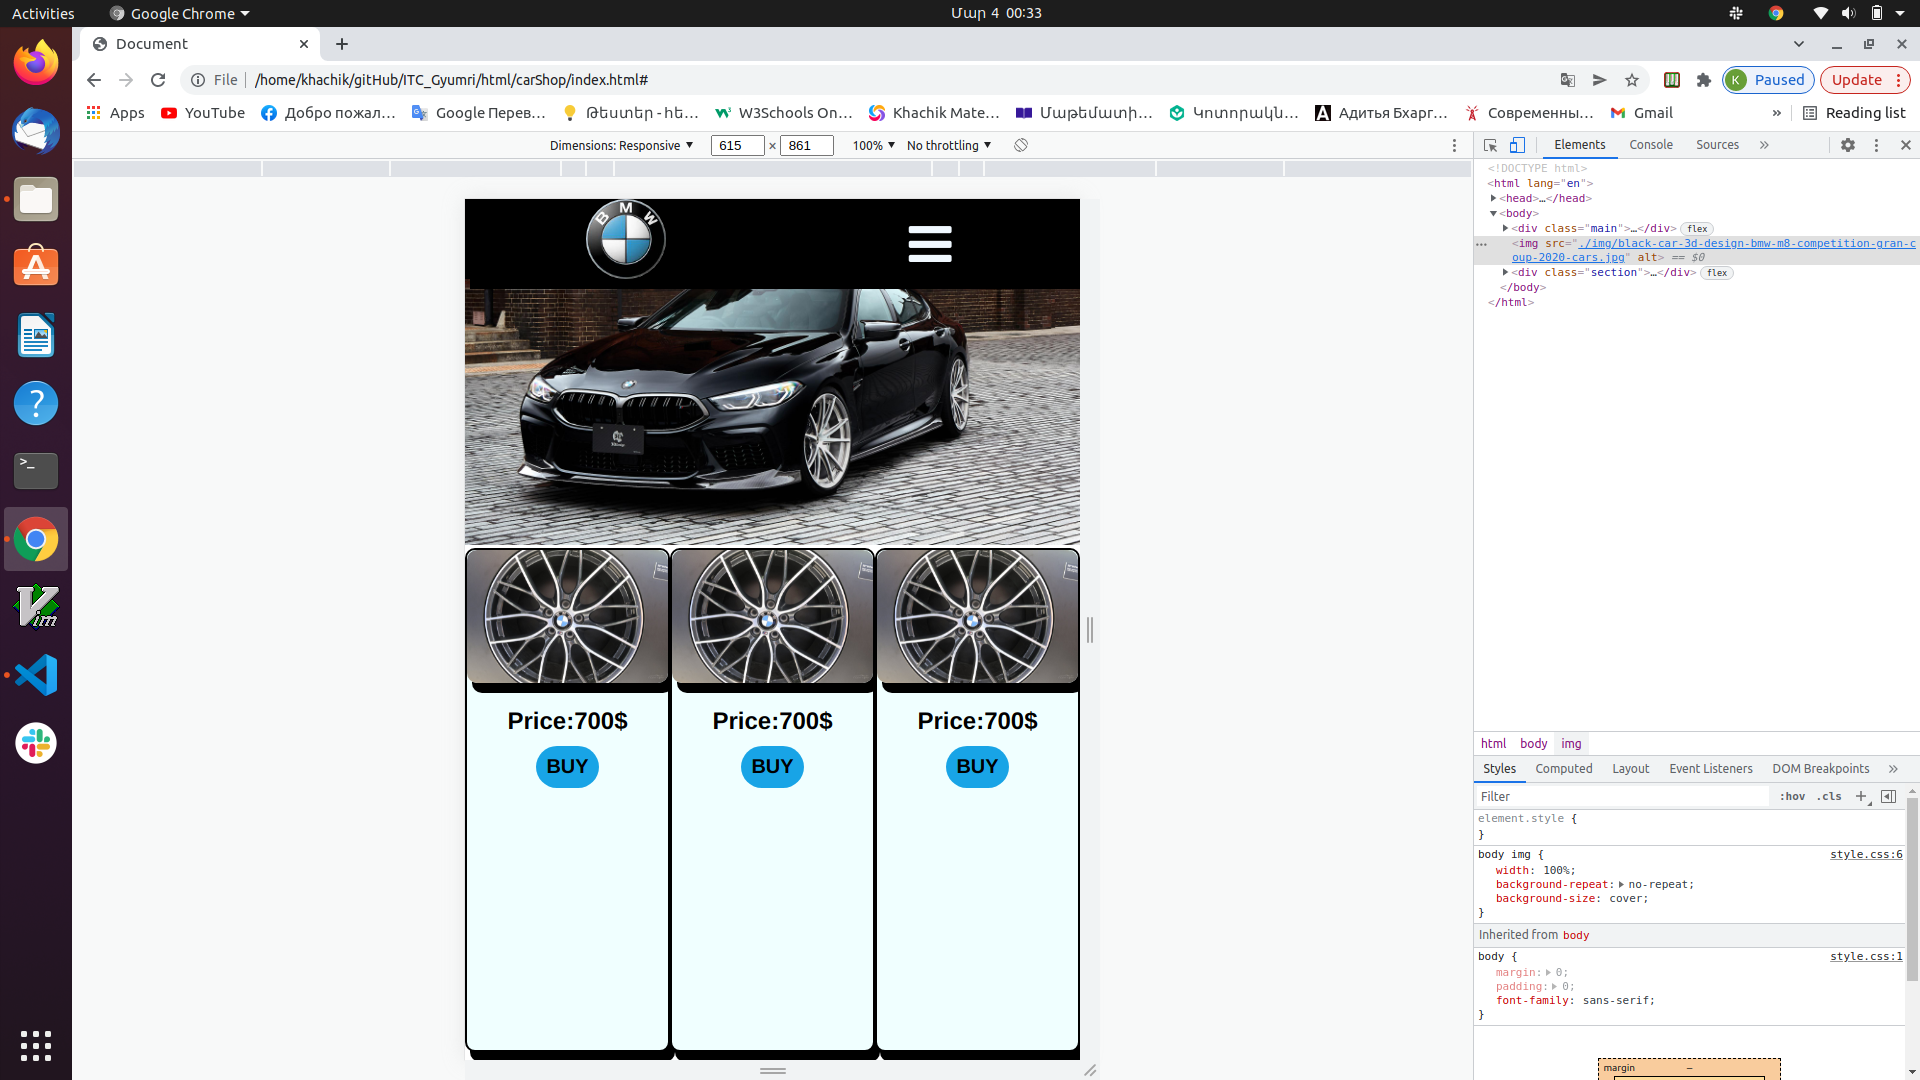 Activities
Google Chrome
Մար 4 00:33
Document
File
/home/khachik/gitHub/ITC_Gyumri/html/carShop/index.html#
K
Paused
Update
Apps
YouTube
Добро пожал...
Google Перев...
Թեստեր - հե...
W3Schools On...
Khachik Mate...
Մաթեմատի...
Կոտորակն...
Адитья Бхарг...
Современны...
Gmail
»
Reading list
Dimensions: Responsive
615
×
861
100%
No throttling
Elements
Console
Sources
»
<!DOCTYPE html>
<html lang="en">
<head>…</head>
<body>
<div class="main">…</div>
flex
<img src="./img/black-car-3d-design-bmw-m8-competition-gran-c
oup-2020-cars.jpg" alt> == $0
<div class="section">…</div>
flex
</body>
</html>
BMW
Price:700$
BUY
Price:700$
BUY
Price:700$
BUY
html
body
img
Styles
Computed
Layout
Event Listeners
DOM Breakpoints
»
Filter
:hov
.cls
+
element.style {
}
body img {
style.css:6
width: 100%;
background-repeat: no-repeat;
background-size: cover;
}
Inherited from body
body {
style.css:1
margin: 0;
padding: 0;
font-family: sans-serif;
}
margin
–